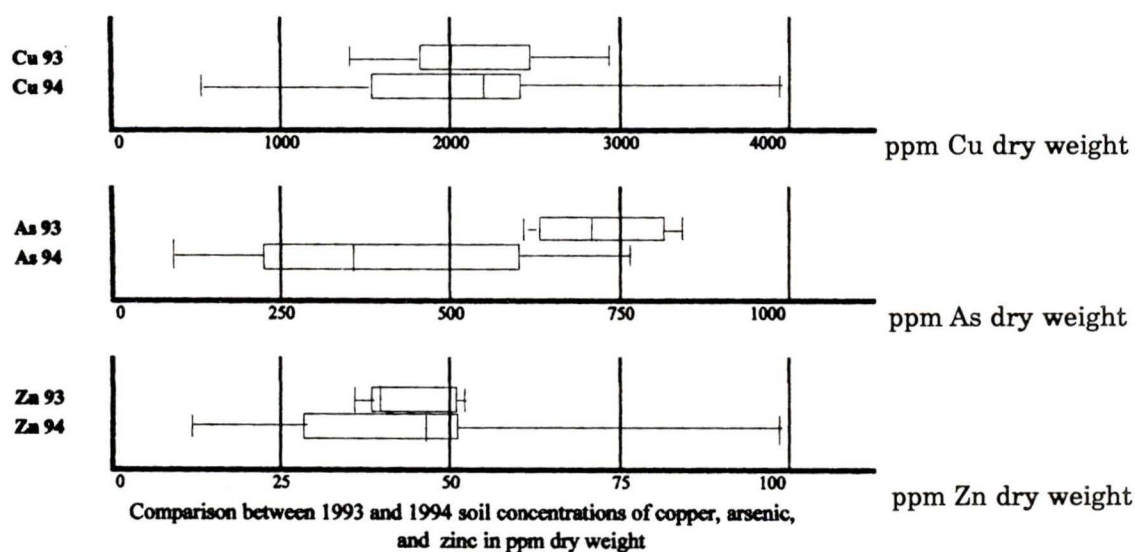 Cu 93
Cu 94
0 1000 2000 3000 4000
ppm Cu dry weight
As 93
As 94
0 250 500 750 1000
ppm As dry weight
Zn 93
Zn 94
0 25 50 75 100
ppm Zn dry weight
Comparison between 1993 and 1994 soil concentrations of copper, arsenic,
and zinc in ppm dry weight